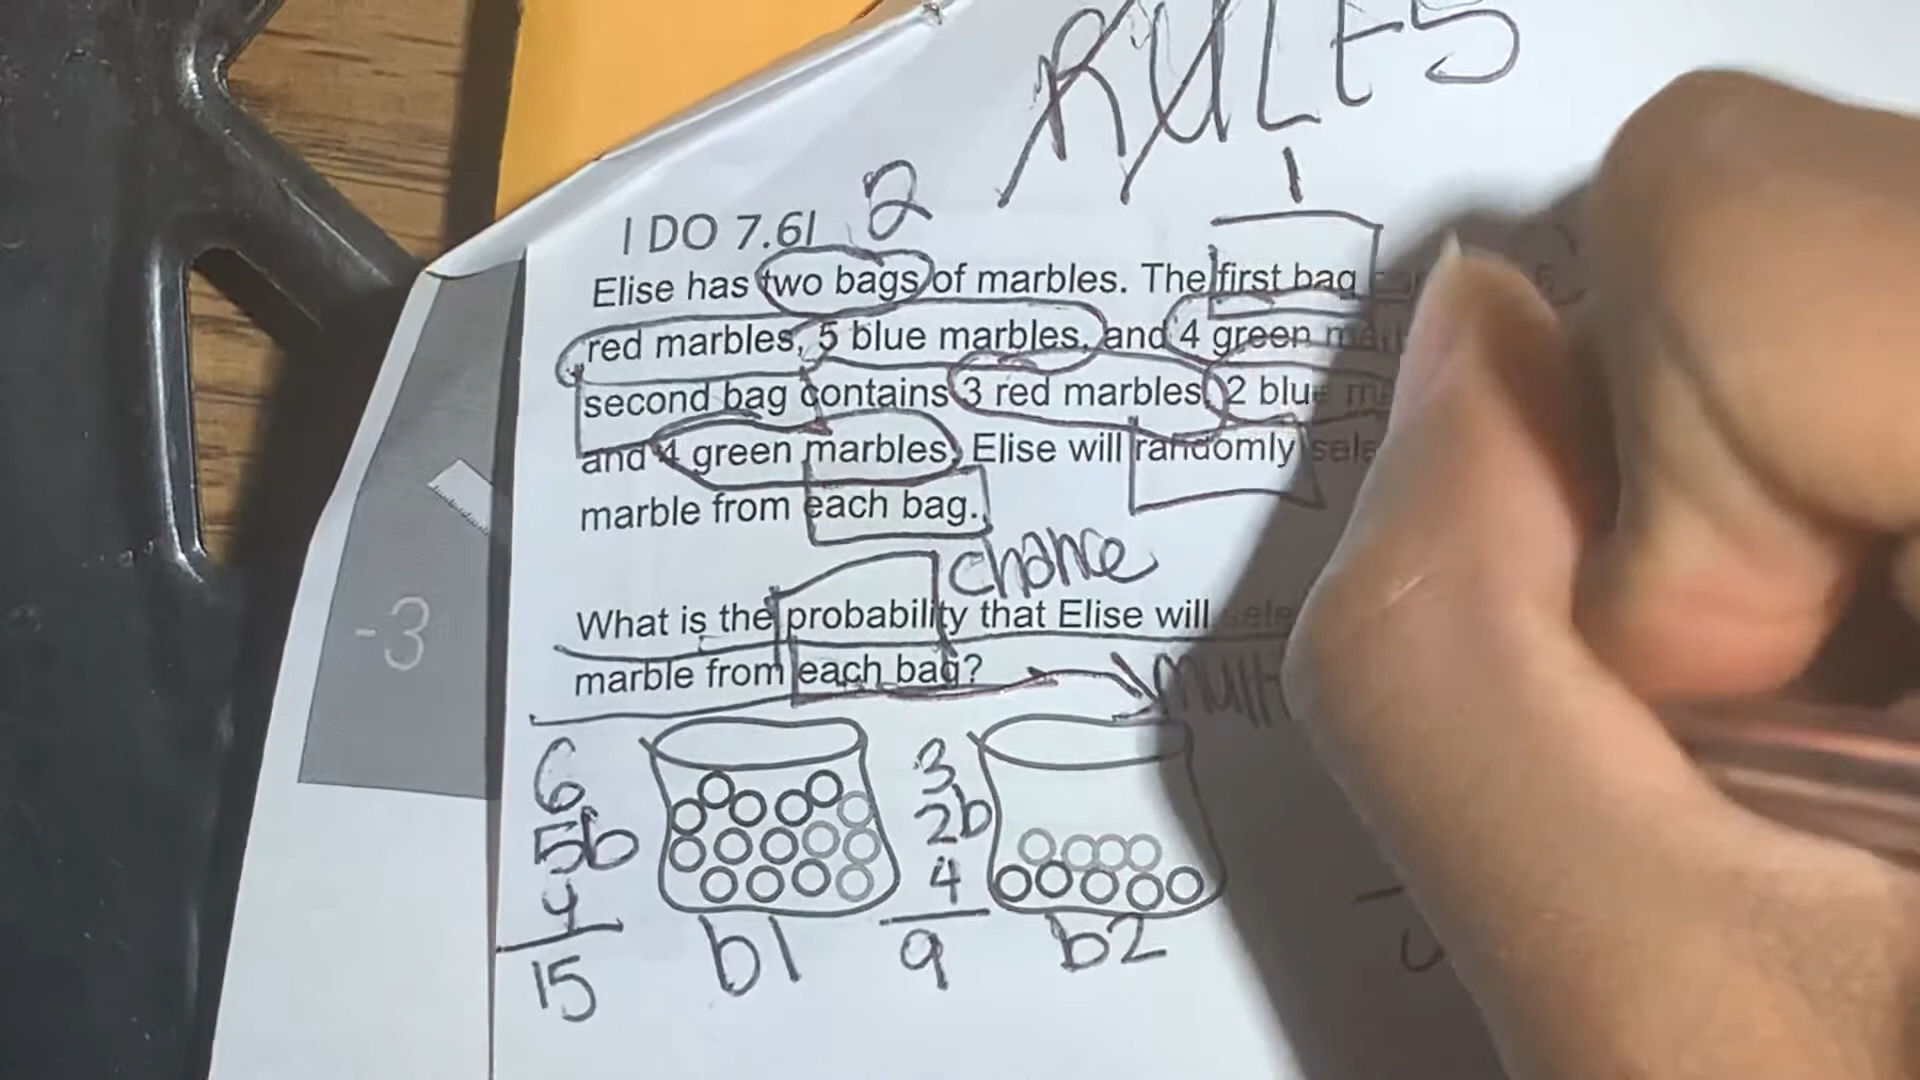 RULES
1
2
I DO 7.6I
Elise has two bags of marbles. The first bag
red marbles, 5 blue marbles, and 4 green
second bag contains 3 red marbles, 2 blue
and 4 green marbles. Elise will randomly
marble from each bag.
chance
What is the probability that Elise will
marble from each bag?
-3
6
5b
4
15
b1
3
2b
4
9
b2